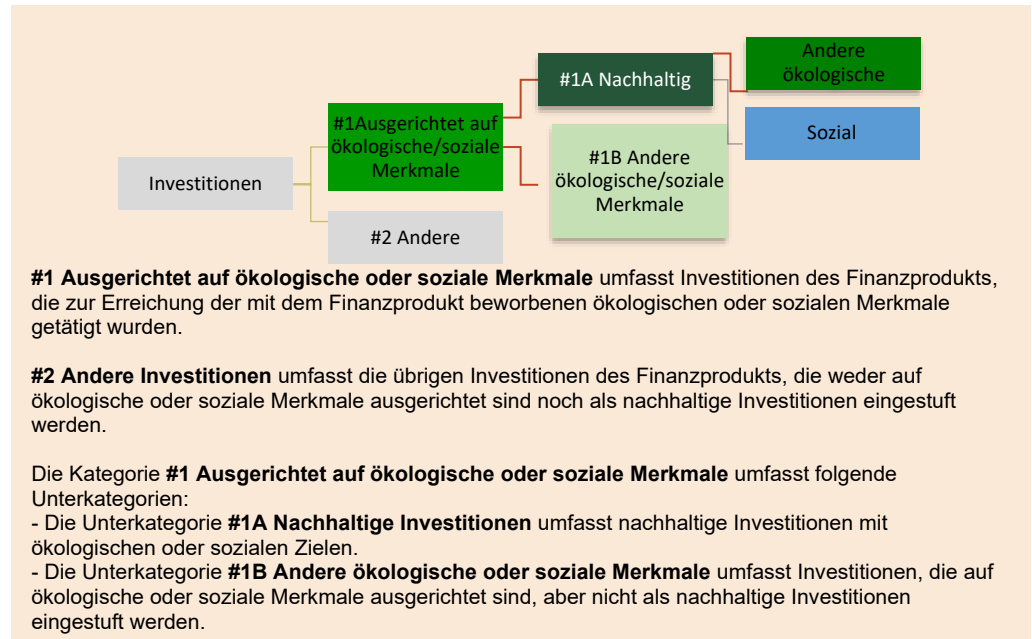 Andere
ökologische
#1A Nachhaltig
#1Ausgerichtet auf
ökologische/soziale
Merkmale
Sozial
#1B Andere
ökologische/soziale
Merkmale
Investitionen
#2 Andere
#1 Ausgerichtet auf ökologische oder soziale Merkmale umfasst Investitionen des Finanzprodukts,
die zur Erreichung der mit dem Finanzprodukt beworbenen ökologischen oder sozialen Merkmale
getätigt wurden.
#2 Andere Investitionen umfasst die übrigen Investitionen des Finanzprodukts, die weder auf
ökologische oder soziale Merkmale ausgerichtet sind noch als nachhaltige Investitionen eingestuft
werden.
Die Kategorie #1 Ausgerichtet auf ökologische oder soziale Merkmale umfasst folgende
Unterkategorien:
- Die Unterkategorie #1A Nachhaltige Investitionen umfasst nachhaltige Investitionen mit
ökologischen oder sozialen Zielen.
- Die Unterkategorie #1B Andere ökologische oder soziale Merkmale umfasst Investitionen, die auf
ökologische oder soziale Merkmale ausgerichtet sind, aber nicht als nachhaltige Investitionen
eingestuft werden.